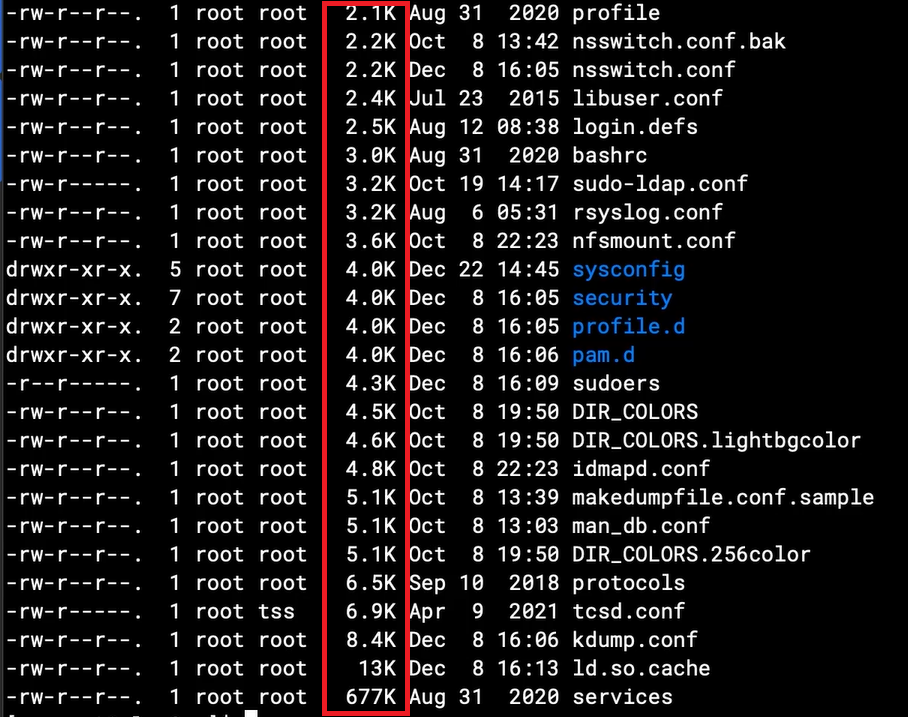 -rw-r--r--. 1 root root 2.1K Aug 31 2020 profile
-rw-r--r--. 1 root root 2.2K Oct 8 13:42 nsswitch.conf.bak
-rw-r--r--. 1 root root 2.2K Dec 8 16:05 nsswitch.conf
-rw-r--r--. 1 root root 2.4K Jul 23 2015 libuser.conf
-rw-r--r--. 1 root root 2.5K Aug 12 08:38 login.defs
-rw-r--r--. 1 root root 3.0K Aug 31 2020 bashrc
-rw-r-----. 1 root root 3.2K Oct 19 14:17 sudo-ldap.conf
-rw-r--r--. 1 root root 3.2K Aug 6 05:31 rsyslog.conf
-rw-r--r--. 1 root root 3.6K Oct 8 22:23 nfsmount.conf
drwxr-xr-x. 5 root root 4.0K Dec 22 14:45 sysconfig
drwxr-xr-x. 7 root root 4.0K Dec 8 16:05 security
drwxr-xr-x. 2 root root 4.0K Dec 8 16:05 profile.d
drwxr-xr-x. 2 root root 4.0K Dec 8 16:06 pam.d
-r--r-----. 1 root root 4.3K Dec 8 16:09 sudoers
-rw-r--r--. 1 root root 4.5K Oct 8 19:50 DIR_COLORS
-rw-r--r--. 1 root root 4.6K Oct 8 19:50 DIR_COLORS.lightbgcolor
-rw-r--r--. 1 root root 4.8K Oct 8 22:23 idmapd.conf
-rw-r--r--. 1 root root 5.1K Oct 8 13:39 makedumpfile.conf.sample
-rw-r--r--. 1 root root 5.1K Oct 8 13:03 man_db.conf
-rw-r--r--. 1 root root 5.1K Oct 8 19:50 DIR_COLORS.256color
-rw-r--r--. 1 root root 6.5K Sep 10 2018 protocols
-rw-r-----. 1 root tss 6.9K Apr 9 2021 tcsd.conf
-rw-r--r--. 1 root root 8.4K Dec 8 16:06 kdump.conf
-rw-r--r--. 1 root root 13K Dec 8 16:13 ld.so.cache
-rw-r--r--. 1 root root 677K Aug 31 2020 services